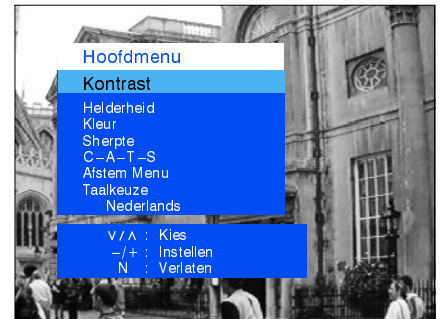 Hoofdmenu
Kontrast
Helderheid
Kleur
Sherpte
C-A-T-S
Afstem Menu
Taalkeuze
Nederlands
∨/∧ : Kies
-/+ : Instellen
N : Verlaten